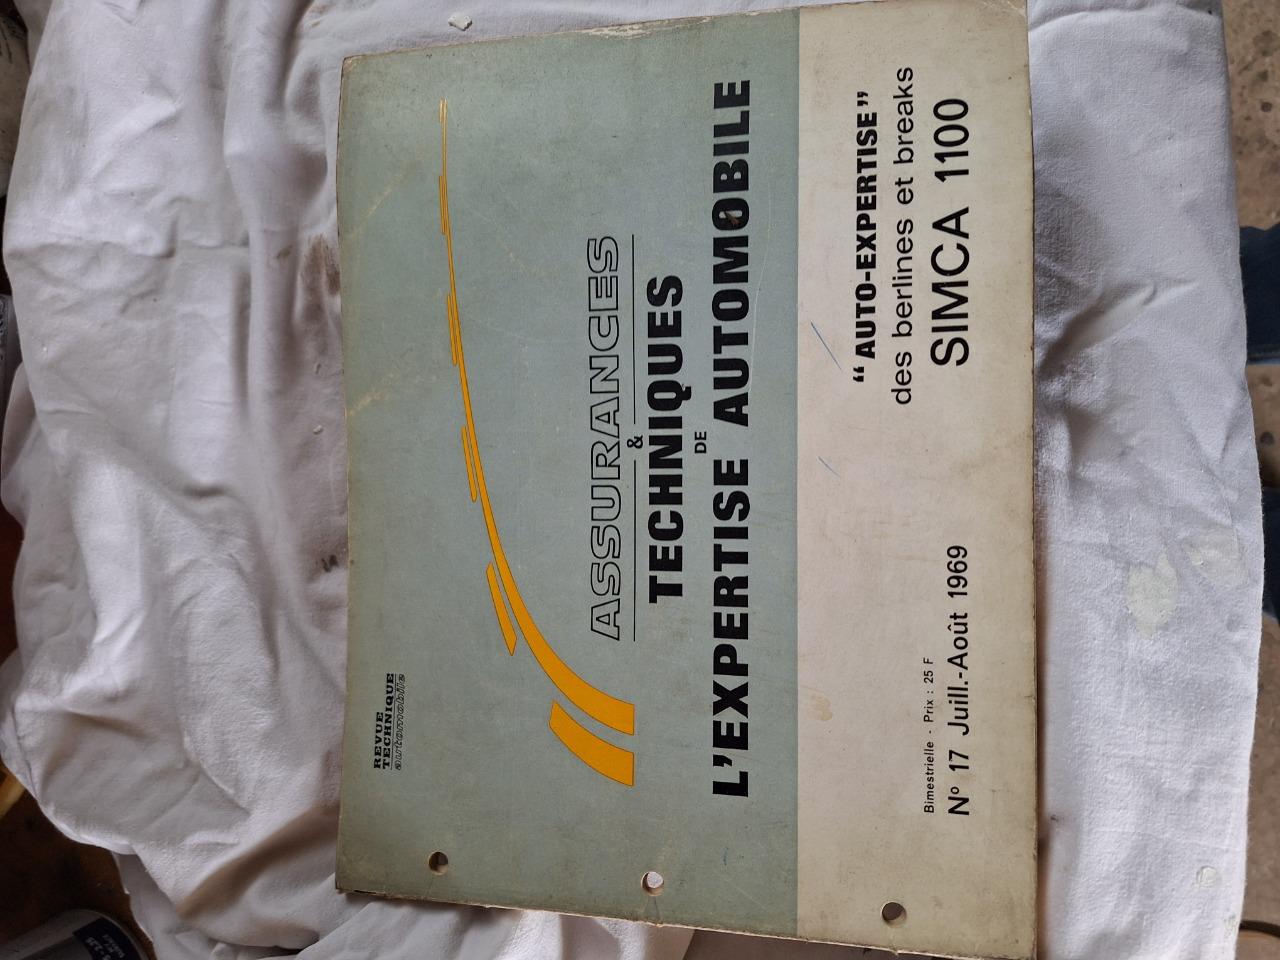 REVUE
TECHNIQUE
automobile
ASSURANCES
&
TECHNIQUES
DE
L'EXPERTISE AUTOMOBILE
“ AUTO-EXPERTISE ”
des berlines et breaks
SIMCA 1100
Bimestrielle - Prix : 25 F
Nº 17 Juill.-Août 1969